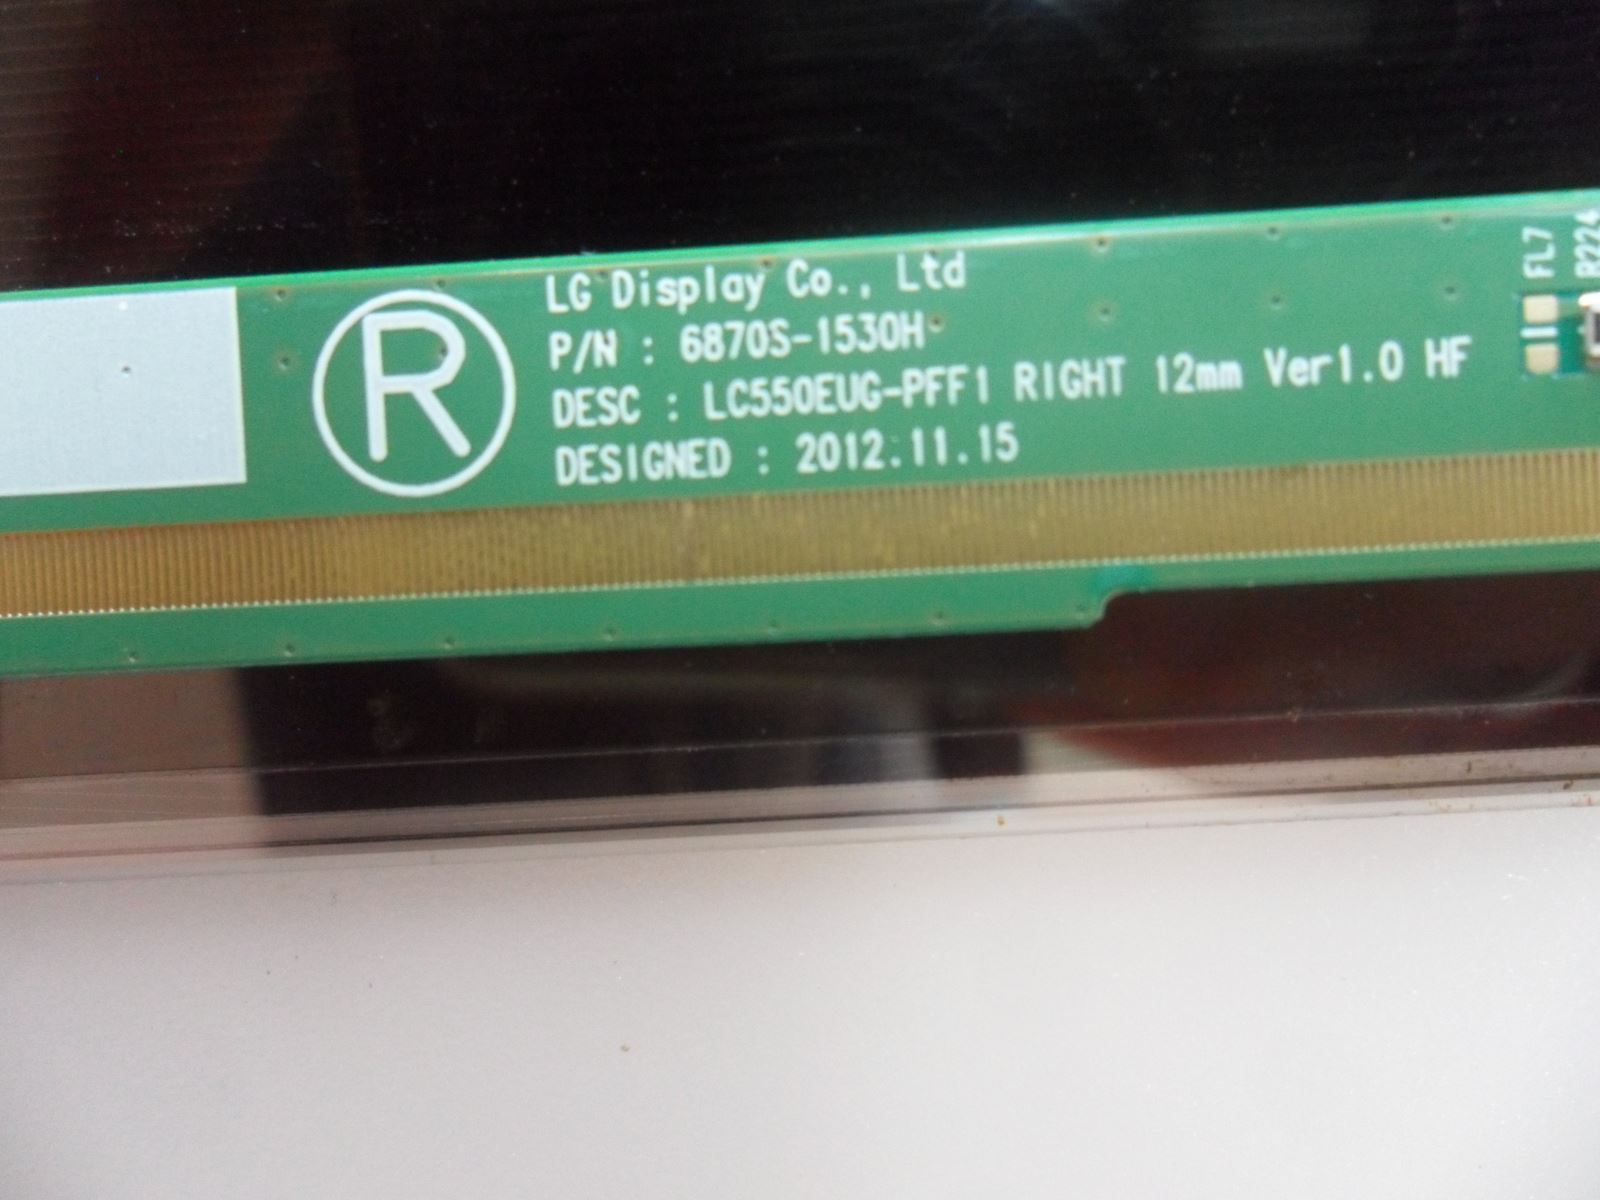 R
LG Display Co., Ltd
P/N : 6870S-1530H
DESC : LC550EUG-PFF1 RIGHT 12mm Ver1.0 HF
DESIGNED : 2012.11.15
FL7
R224